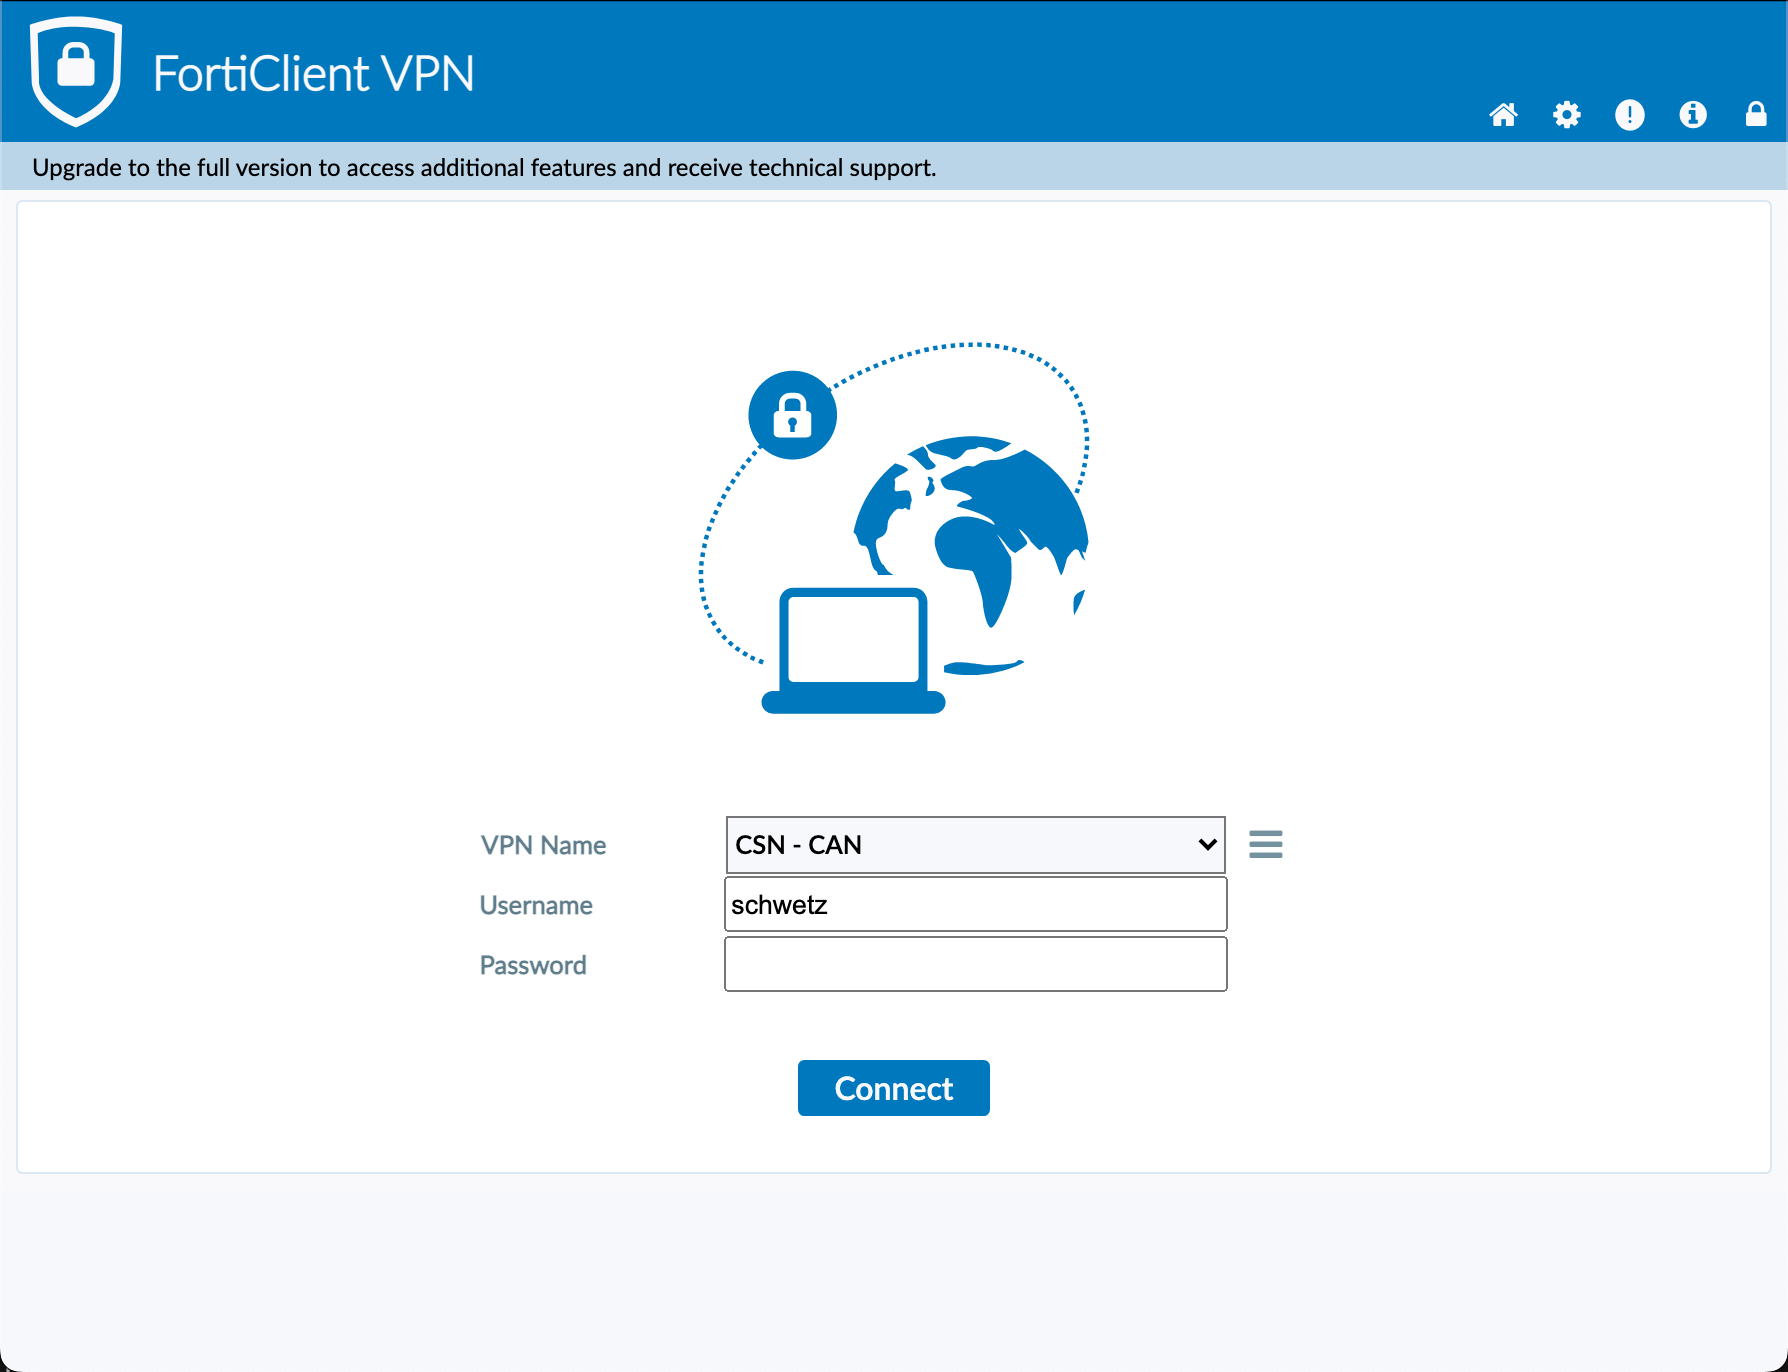 FortiClient VPN
Upgrade to the full version to access additional features and receive technical support.
VPN Name
CSN - CAN
Username
schwetz
Password
Connect